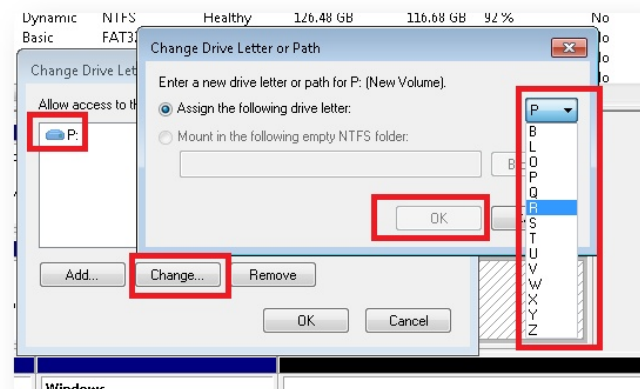 Dynamic NTFS Healthy 126.48 GB 116.68 GB 92 % No
Basic FAT32
Change Drive Letter or Path
Change Drive Let
Enter a new drive letter or path for P: (New Volume).
Allow access to th
Assign the following drive letter:
P
P:
Mount in the following empty NTFS folder:
B
L
O
P
Q
R
S
T
U
V
W
X
Y
Z
OK
Add...
Change...
Remove
OK
Cancel
Windows